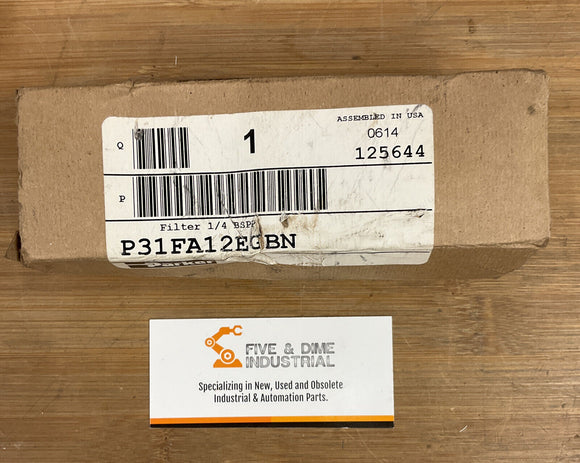 ASSEMBLED IN USA
Q
1
0614
125644
P
Filter 1/4 BSPP
P31FA12EGBN
Parker
FIVE & DIME
INDUSTRIAL
Specializing in New, Used and Obsolete
Industrial & Automation Parts.